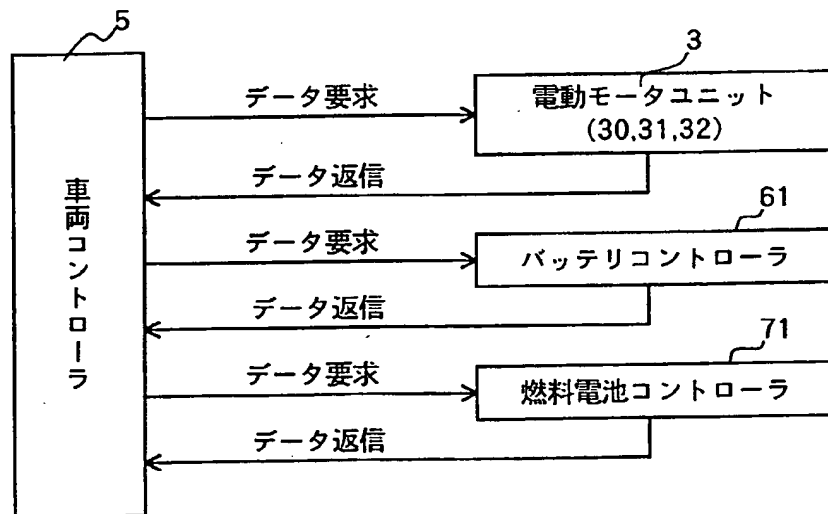 5
車両コントローラ
データ要求
3
電動モータユニット
(30,31,32)
データ返信
データ要求
61
バッテリコントローラ
データ返信
データ要求
71
燃料電池コントローラ
データ返信